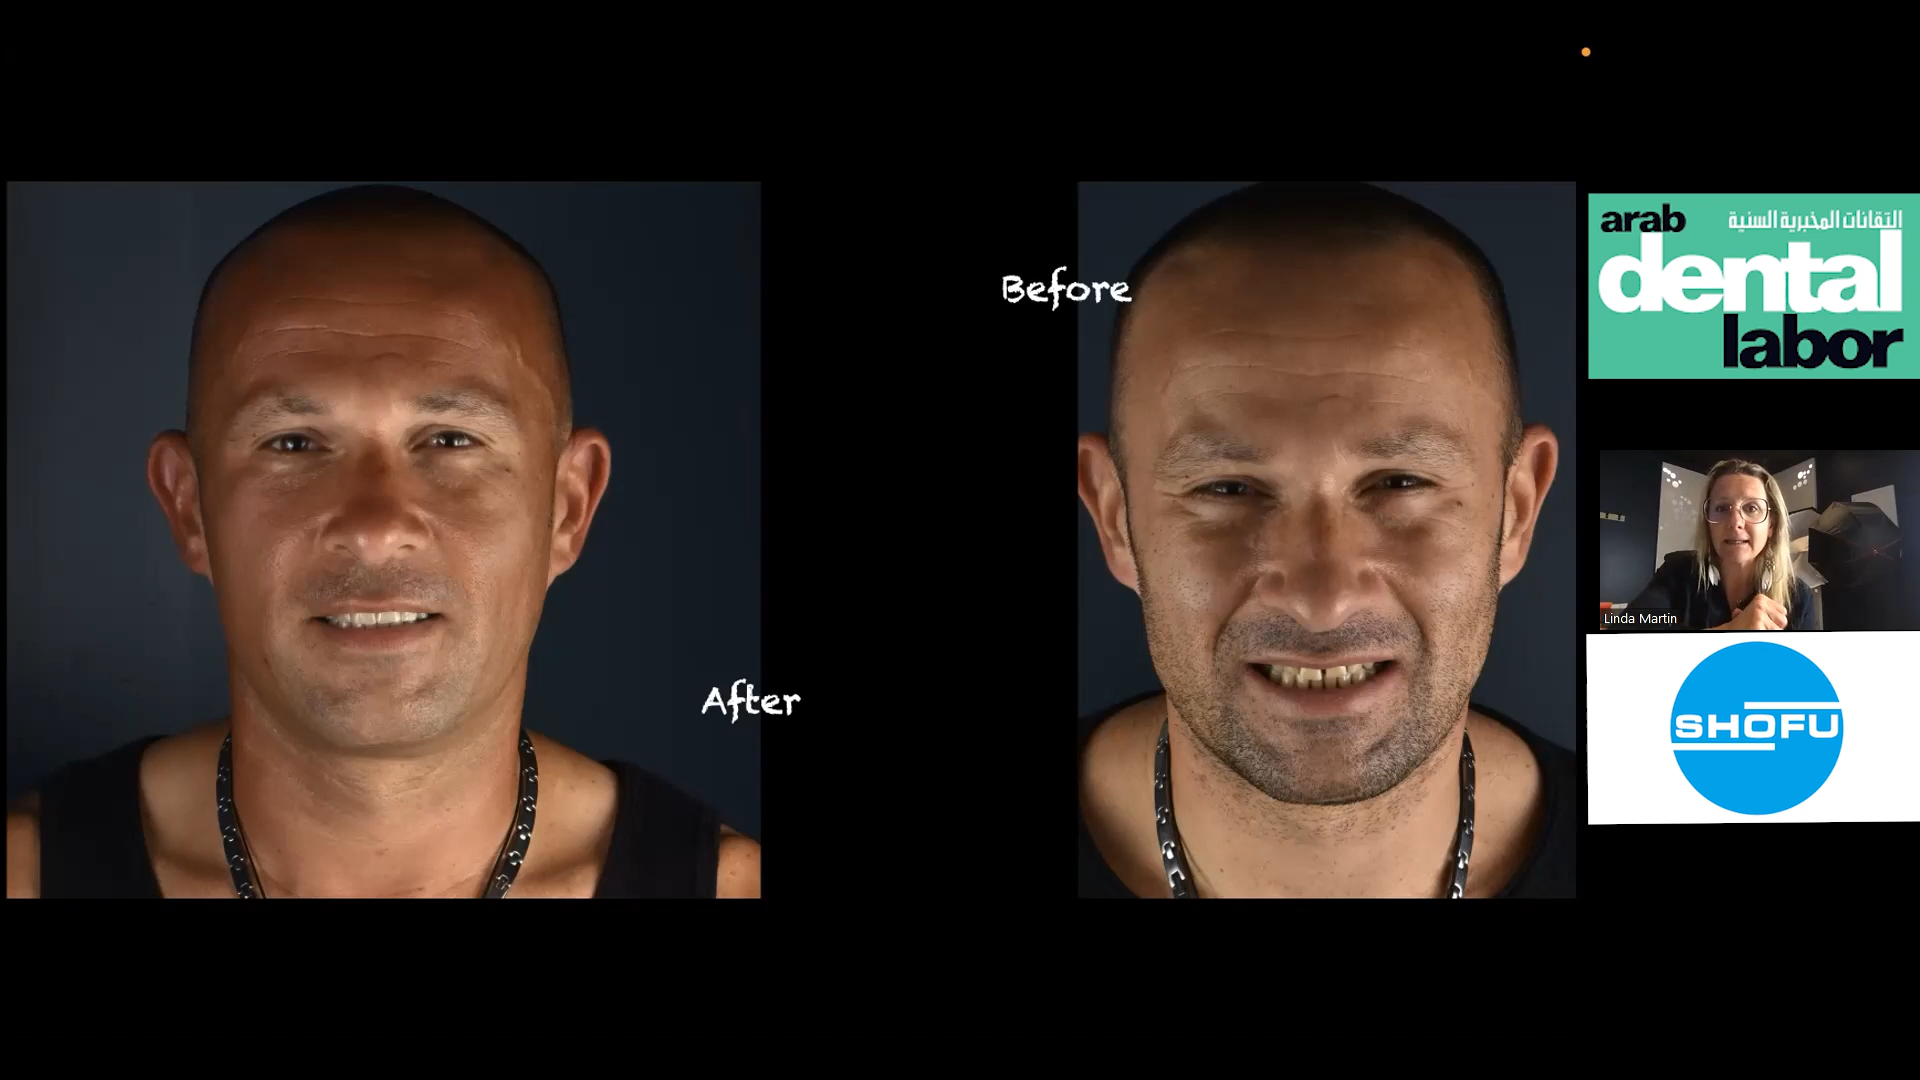 Before
After
arab
التقانات المخبرية السنية
dental
labor
Linda Martin
SHOFU